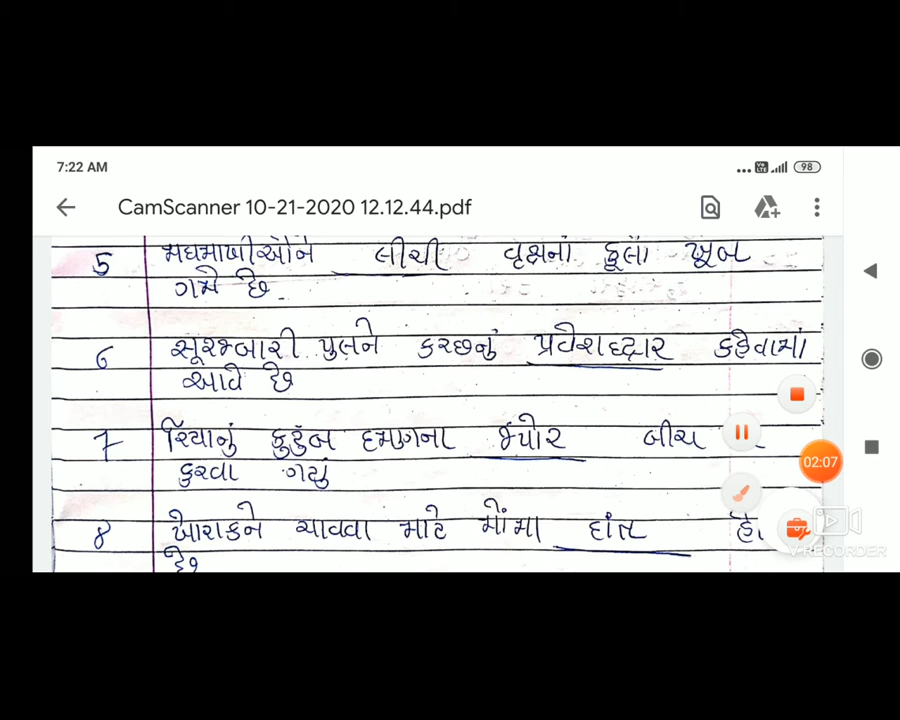 7:22 AM
98
CamScanner 10-21-2020 12.12.44.pdf
5 મધમાખીઓને લીચી વૃક્ષનાં ફૂલો ખૂબ
ગમે છે.
6 સૂરજબારી પુલને કચ્છનું પ્રવેશદ્વાર કહેવામાં
આવે છે
7 રિયાનું કુટુંબ દમણના જંપોર બીચ
કુરવા ગયું
02:07
8 ખોરાકને ચાવવા માટે મોંમા દાંત હો
V RECORDER
છે